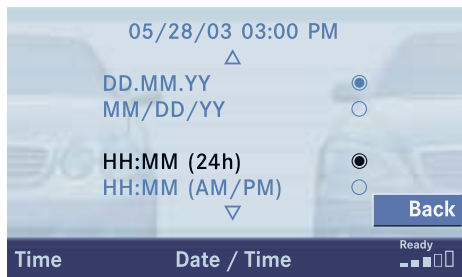 05/28/03 03:00 PM
DD.MM.YY
MM/DD/YY
HH:MM (24h)
HH:MM (AM/PM)
Back
Ready
Time Date / Time